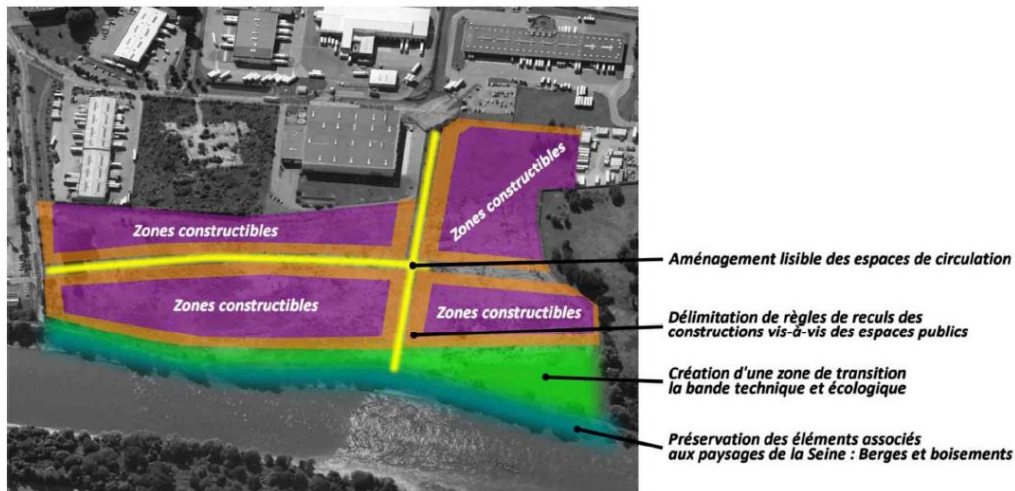 Zones constructibles
Zones constructibles
Zones constructibles
Zones constructibles
Aménagement lisible des espaces de circulation
Délimitation de règles de reculs des
constructions vis-à-vis des espaces publics
Création d'une zone de transition
la bande technique et écologique
Préservation des éléments associés
aux paysages de la Seine : Berges et boisements